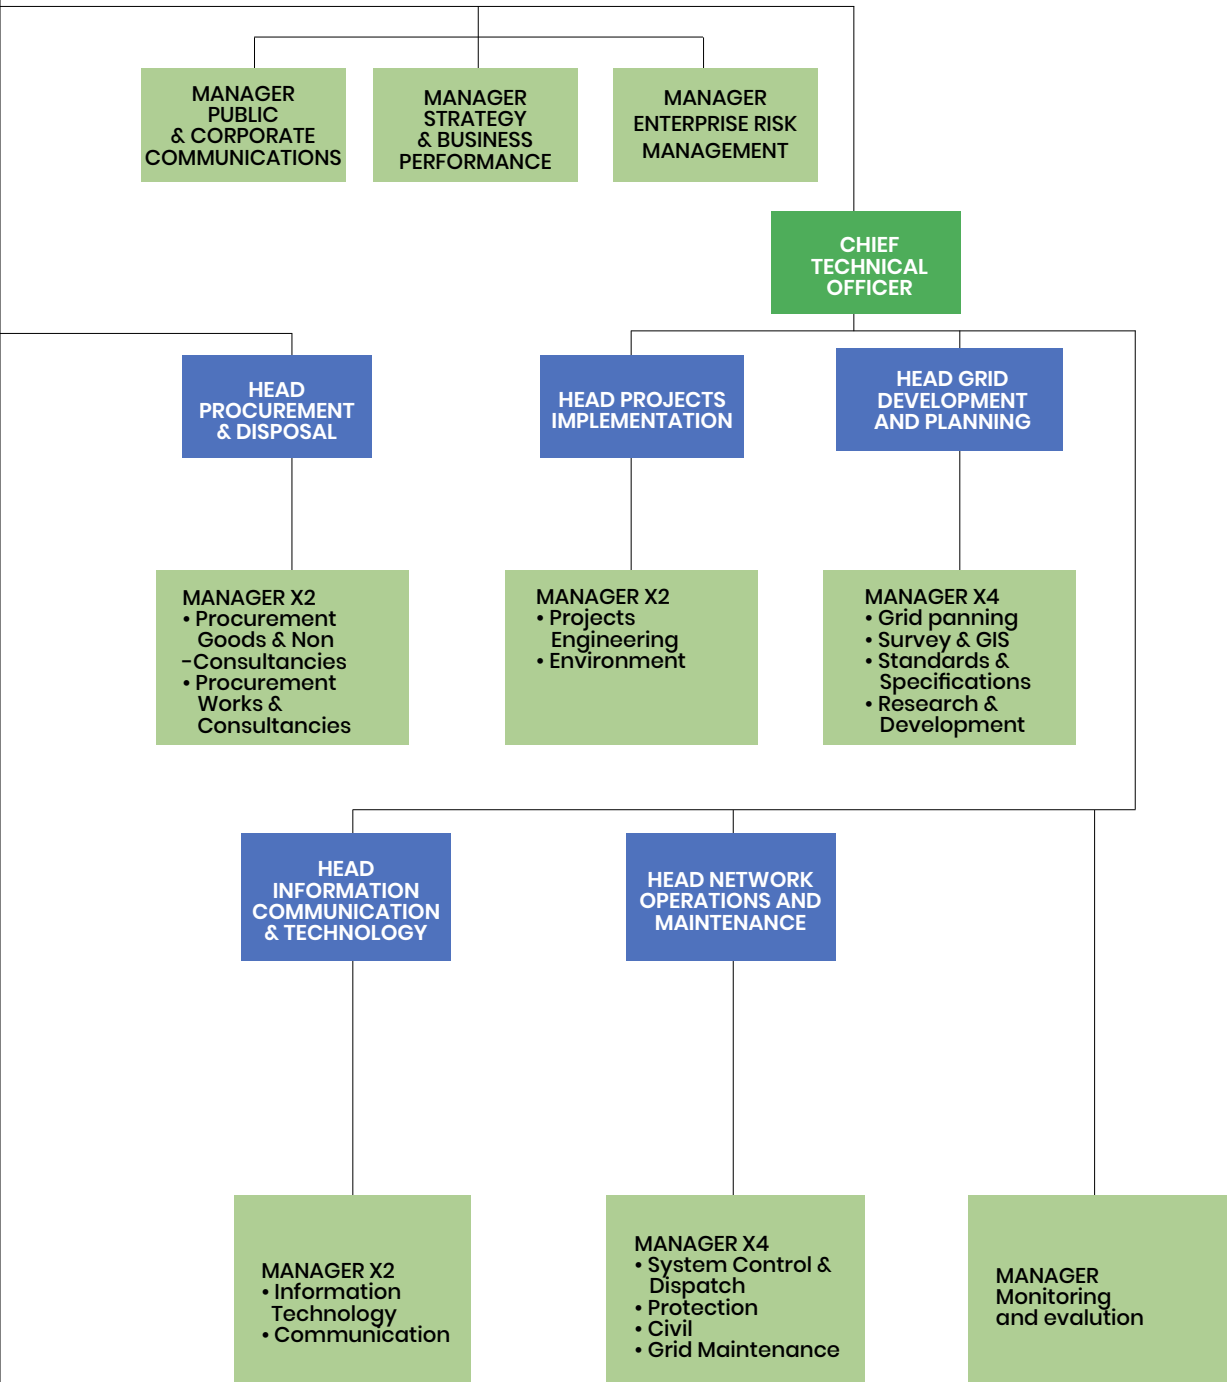 MANAGER
PUBLIC
& CORPORATE
COMMUNICATIONS
MANAGER
STRATEGY
& BUSINESS
PERFORMANCE
MANAGER
ENTERPRISE RISK
MANAGEMENT
CHIEF
TECHNICAL
OFFICER
HEAD
PROCUREMENT
& DISPOSAL
HEAD PROJECTS
IMPLEMENTATION
HEAD GRID
DEVELOPMENT
AND PLANNING
MANAGER X2
• Procurement
Goods & Non
-Consultancies
• Procurement
Works &
Consultancies
MANAGER X2
• Projects
Engineering
• Environment
MANAGER X4
• Grid panning
• Survey & GIS
• Standards &
Specifications
• Research &
Development
HEAD
INFORMATION
COMMUNICATION
& TECHNOLOGY
HEAD NETWORK
OPERATIONS AND
MAINTENANCE
MANAGER X2
• Information
Technology
• Communication
MANAGER X4
• System Control &
Dispatch
• Protection
• Civil
• Grid Maintenance
MANAGER
Monitoring
and evalution